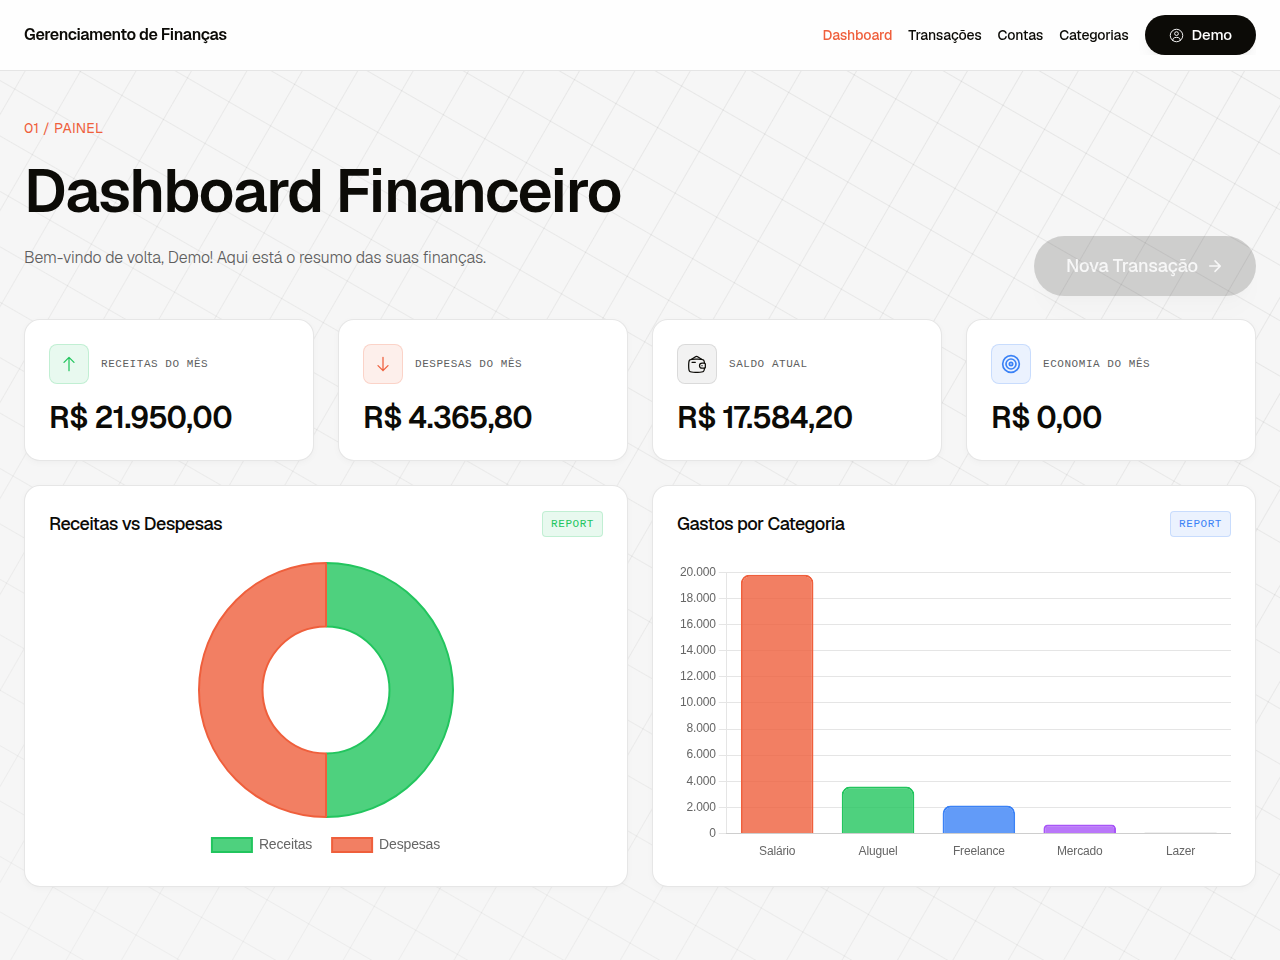 Gerenciamento de Finanças
Dashboard
Transações
Contas
Categorias
Demo
01 / PAINEL
Dashboard Financeiro
Bem-vindo de volta, Demo! Aqui está o resumo das suas finanças.
Nova Transação
RECEITAS DO MÊS
R$ 21.950,00
DESPESAS DO MÊS
R$ 4.365,80
SALDO ATUAL
R$ 17.584,20
ECONOMIA DO MÊS
R$ 0,00
Receitas vs Despesas
REPORT
Receitas
Despesas
Gastos por Categoria
REPORT
20.000
18.000
16.000
14.000
12.000
10.000
8.000
6.000
4.000
2.000
0
Salário
Aluguel
Freelance
Mercado
Lazer